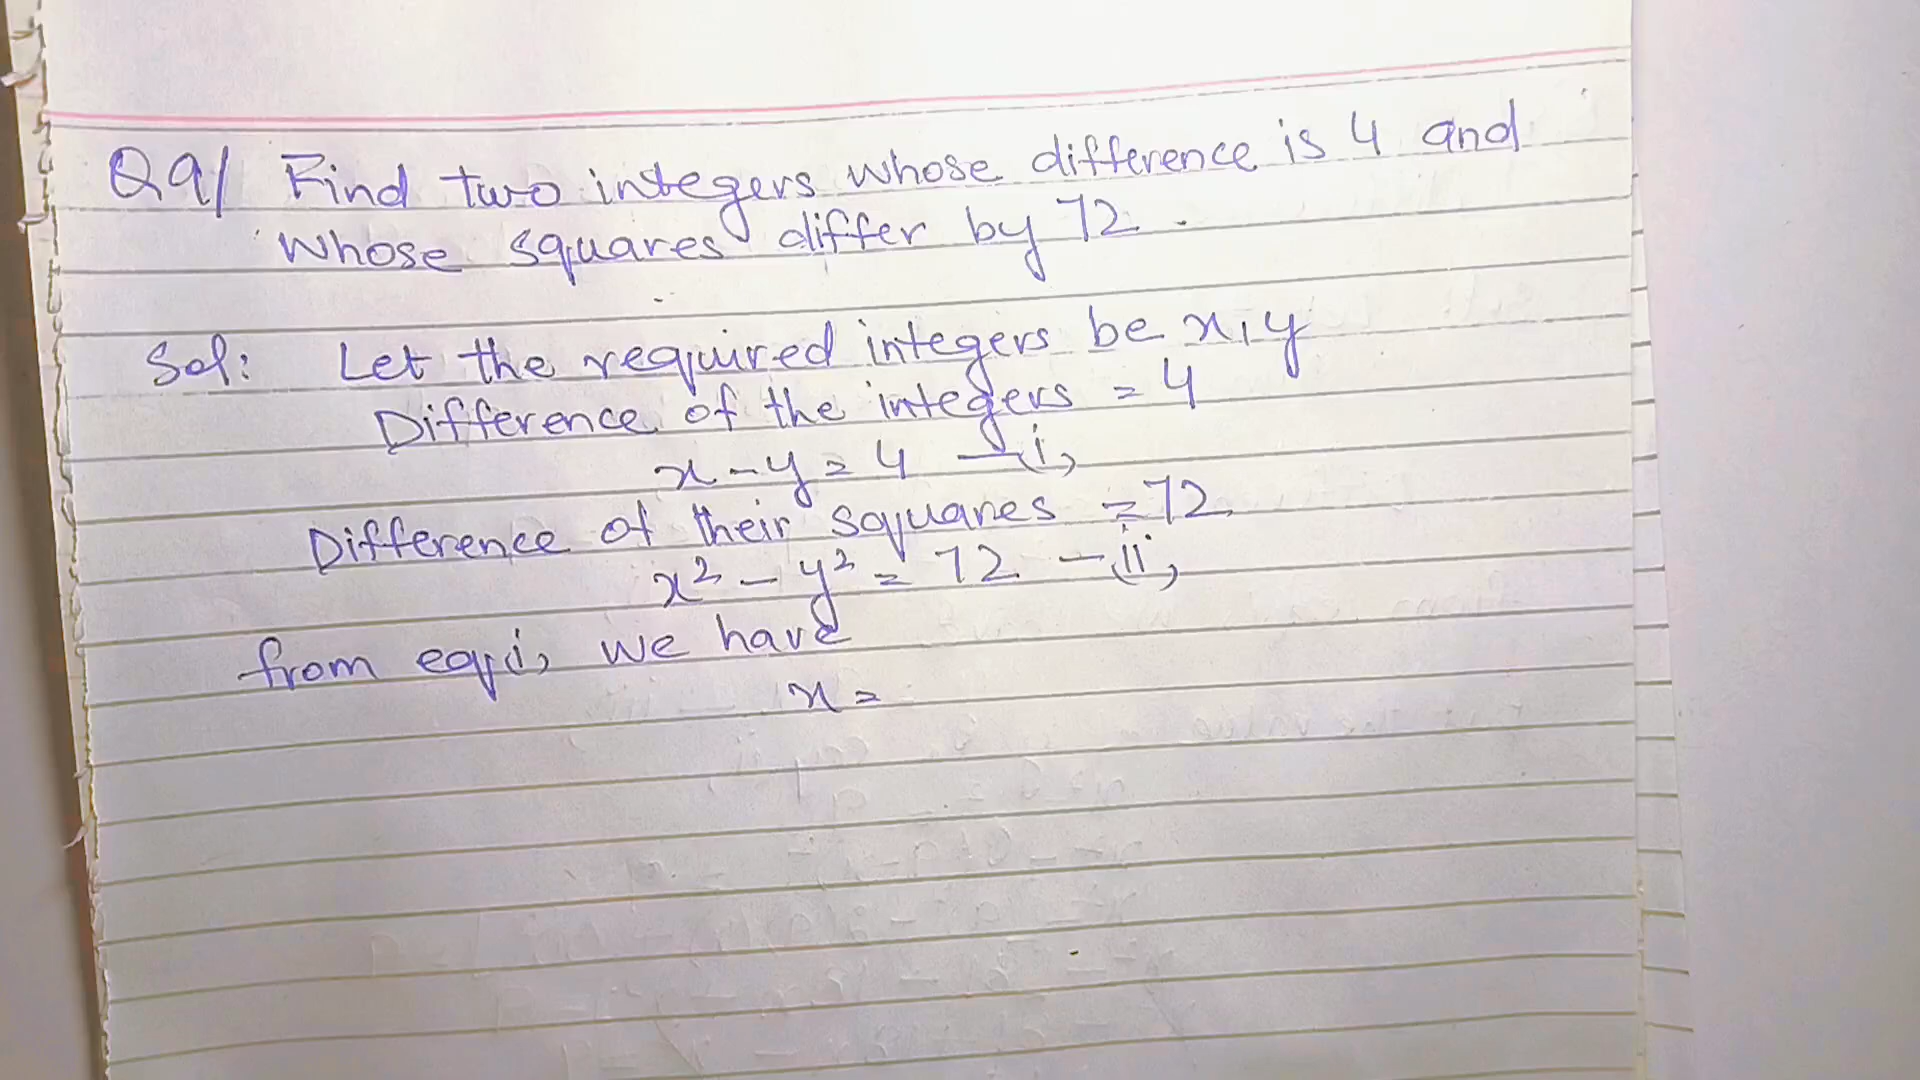 Q9/ Find two integers whose difference is 4 and
whose squares differ by 72.
Sol: Let the required integers be x, y
Difference of the integers = 4
x - y = 4 —(i)
Difference of their squares = 72
x² - y² = 72 —(ii)
from eq(i), we have
x =